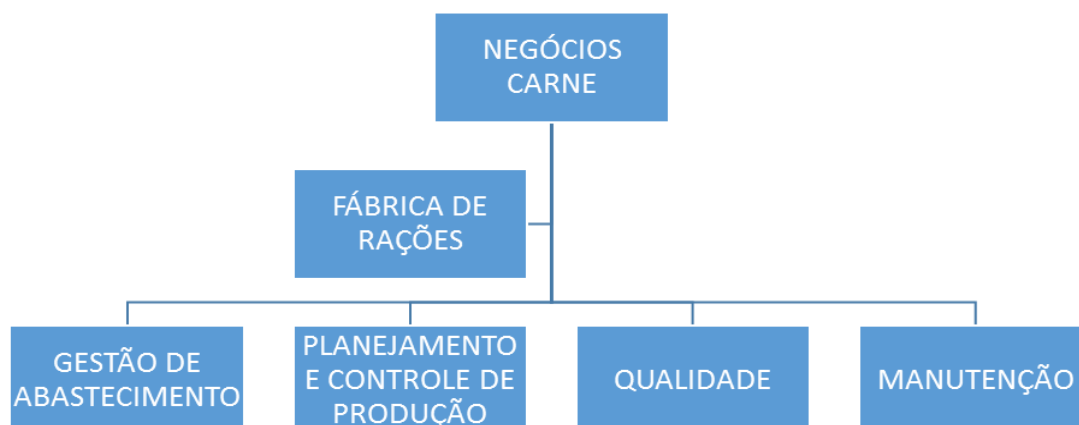 NEGÓCIOS
CARNE
FÁBRICA DE
RAÇÕES
GESTÃO DE
ABASTECIMENTO
PLANEJAMENTO
E CONTROLE DE
PRODUÇÃO
QUALIDADE
MANUTENÇÃO